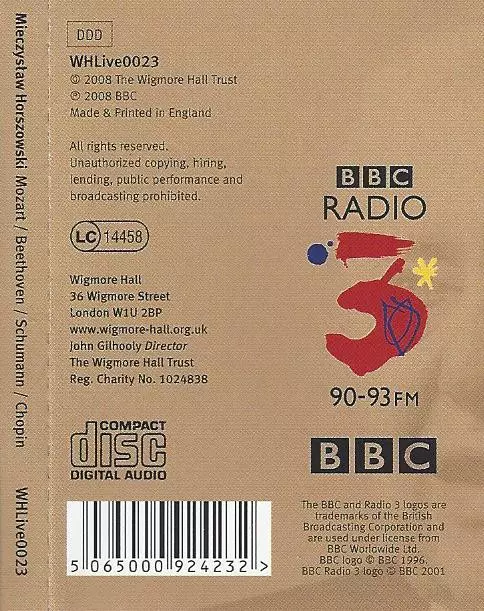 Mieczysław Horszowski Mozart / Beethoven / Schumann / Chopin WHLive0023
DDD
WHLive0023
© 2008 The Wigmore Hall Trust
℗ 2008 BBC
Made & Printed in England
All rights reserved.
Unauthorized copying, hiring,
lending, public performance and
broadcasting prohibited.
LC 14458
Wigmore Hall
36 Wigmore Street
London W1U 2BP
www.wigmore-hall.org.uk
John Gilhooly Director
The Wigmore Hall Trust
Reg. Charity No. 1024838
COMPACT
disc
DIGITAL AUDIO
5 065000 924232 >
BBC
RADIO
3
90-93 FM
BBC
The BBC and Radio 3 logos are
trademarks of the British
Broadcasting Corporation and
are used under license from
BBC Worldwide Ltd.
BBC logo © BBC 1996.
BBC Radio 3 logo © BBC 2001